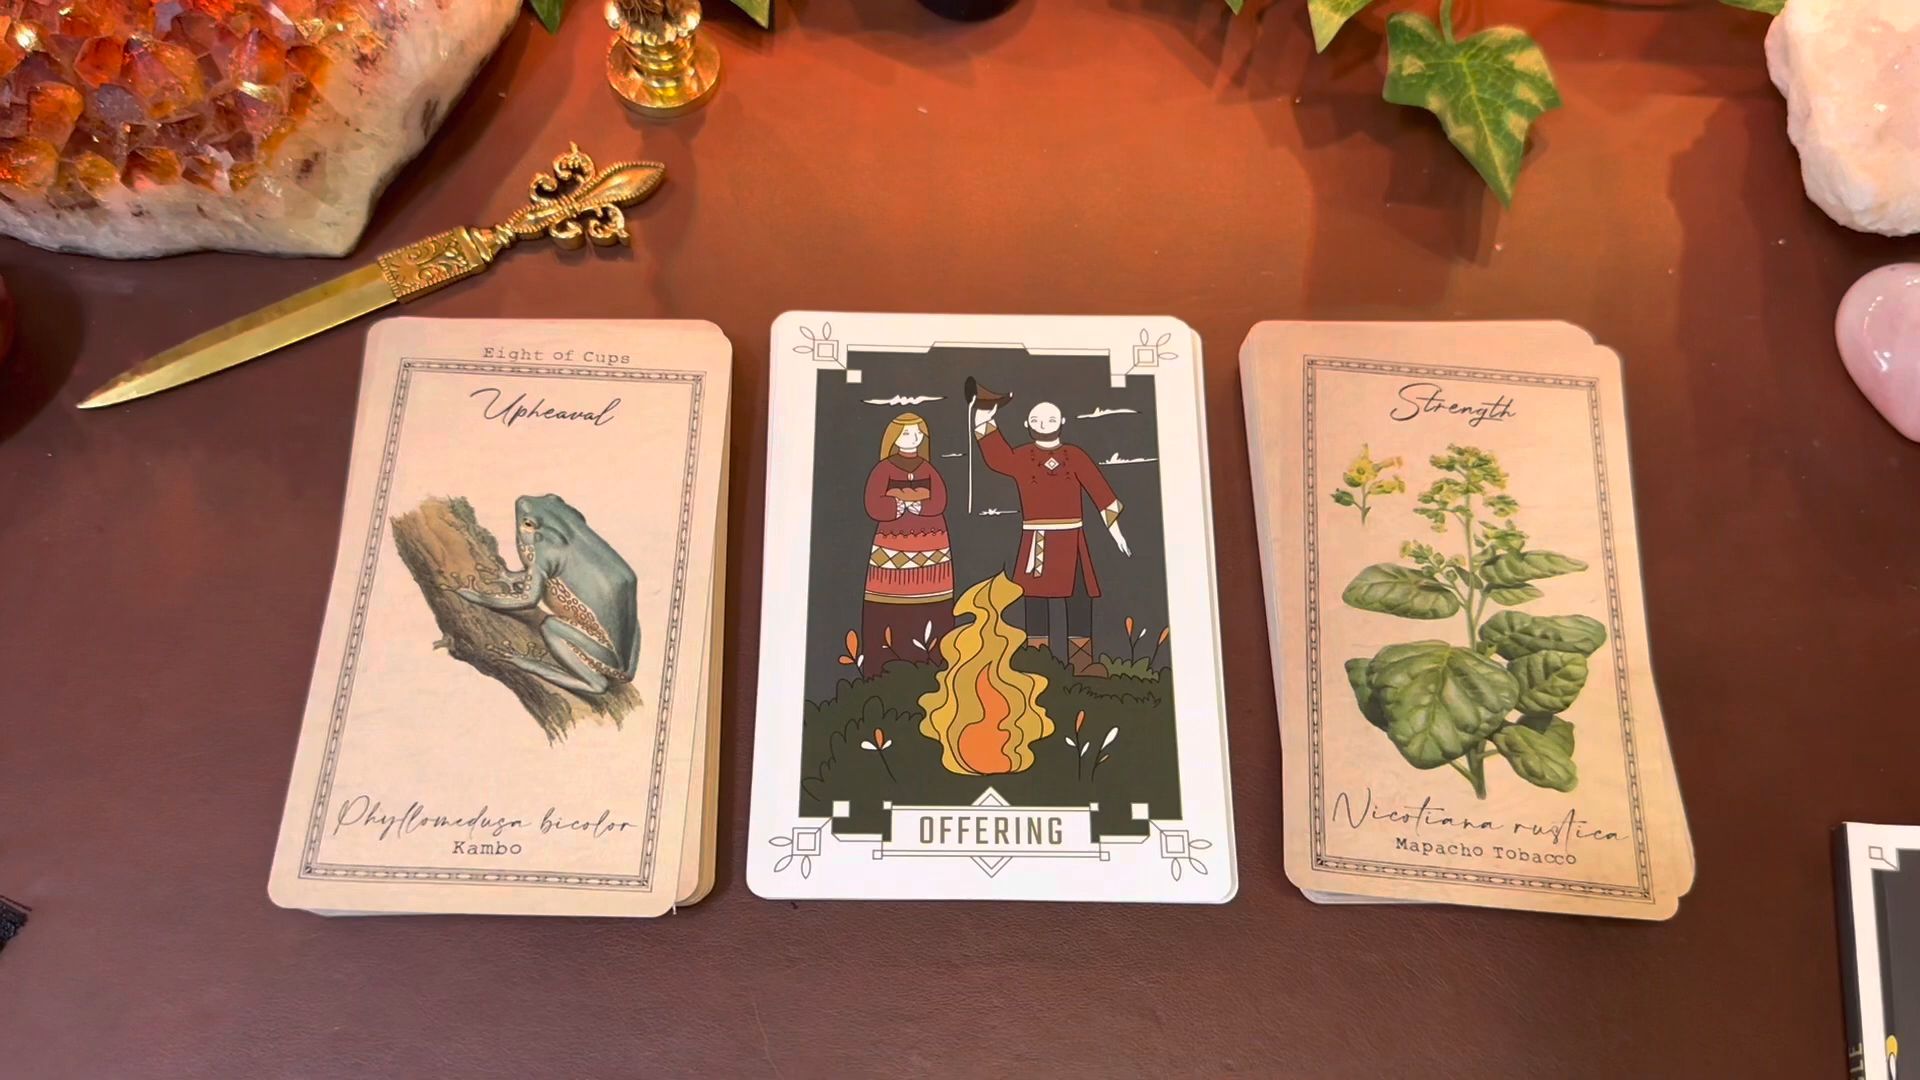 Eight of Cups
Upheaval
Phyllomedusa bicolor
Kambo
OFFERING
Strength
Nicotiana rustica
Mapacho Tobacco